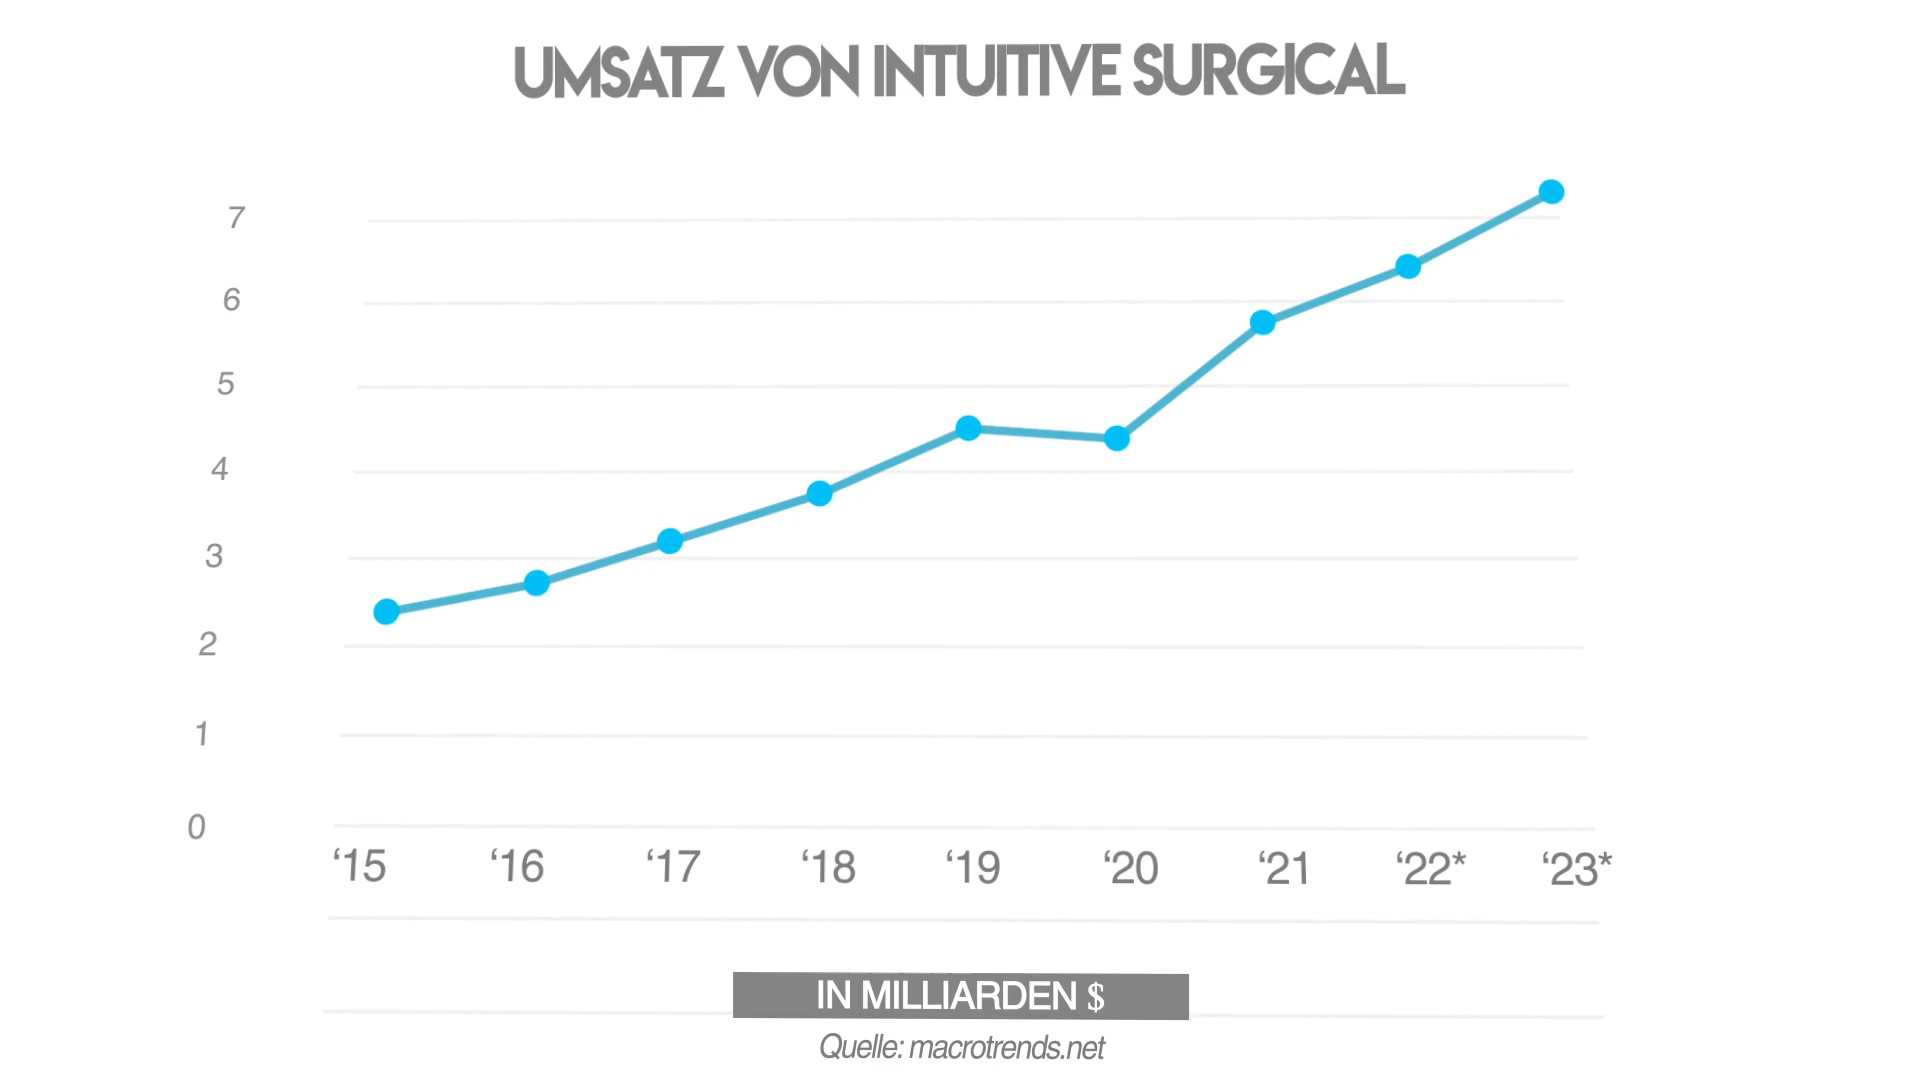 UMSATZ VON INTUITIVE SURGICAL
7
6
5
4
3
2
1
0
‘15 ‘16 ‘17 ‘18 ‘19 ‘20 ‘21 ‘22* ‘23*
IN MILLIARDEN $
Quelle: macrotrends.net